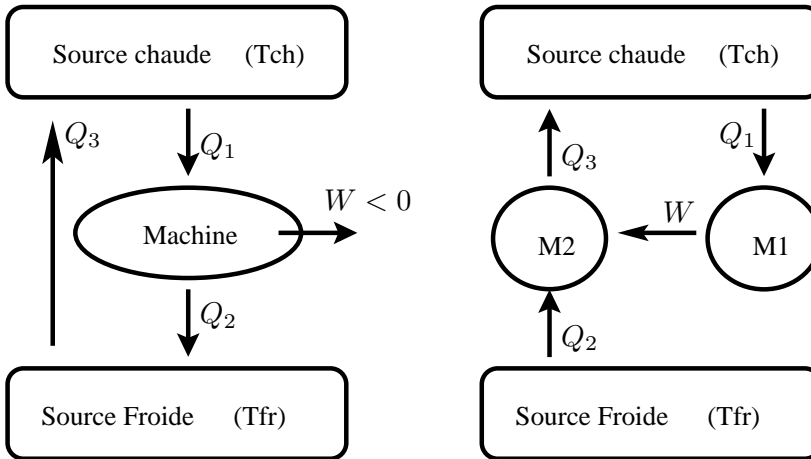 Source chaude (Tch)
Q3
Q1
Machine
W < 0
Q2
Source Froide (Tfr)
Source chaude (Tch)
Q3
Q1
M2
W
M1
Q2
Source Froide (Tfr)